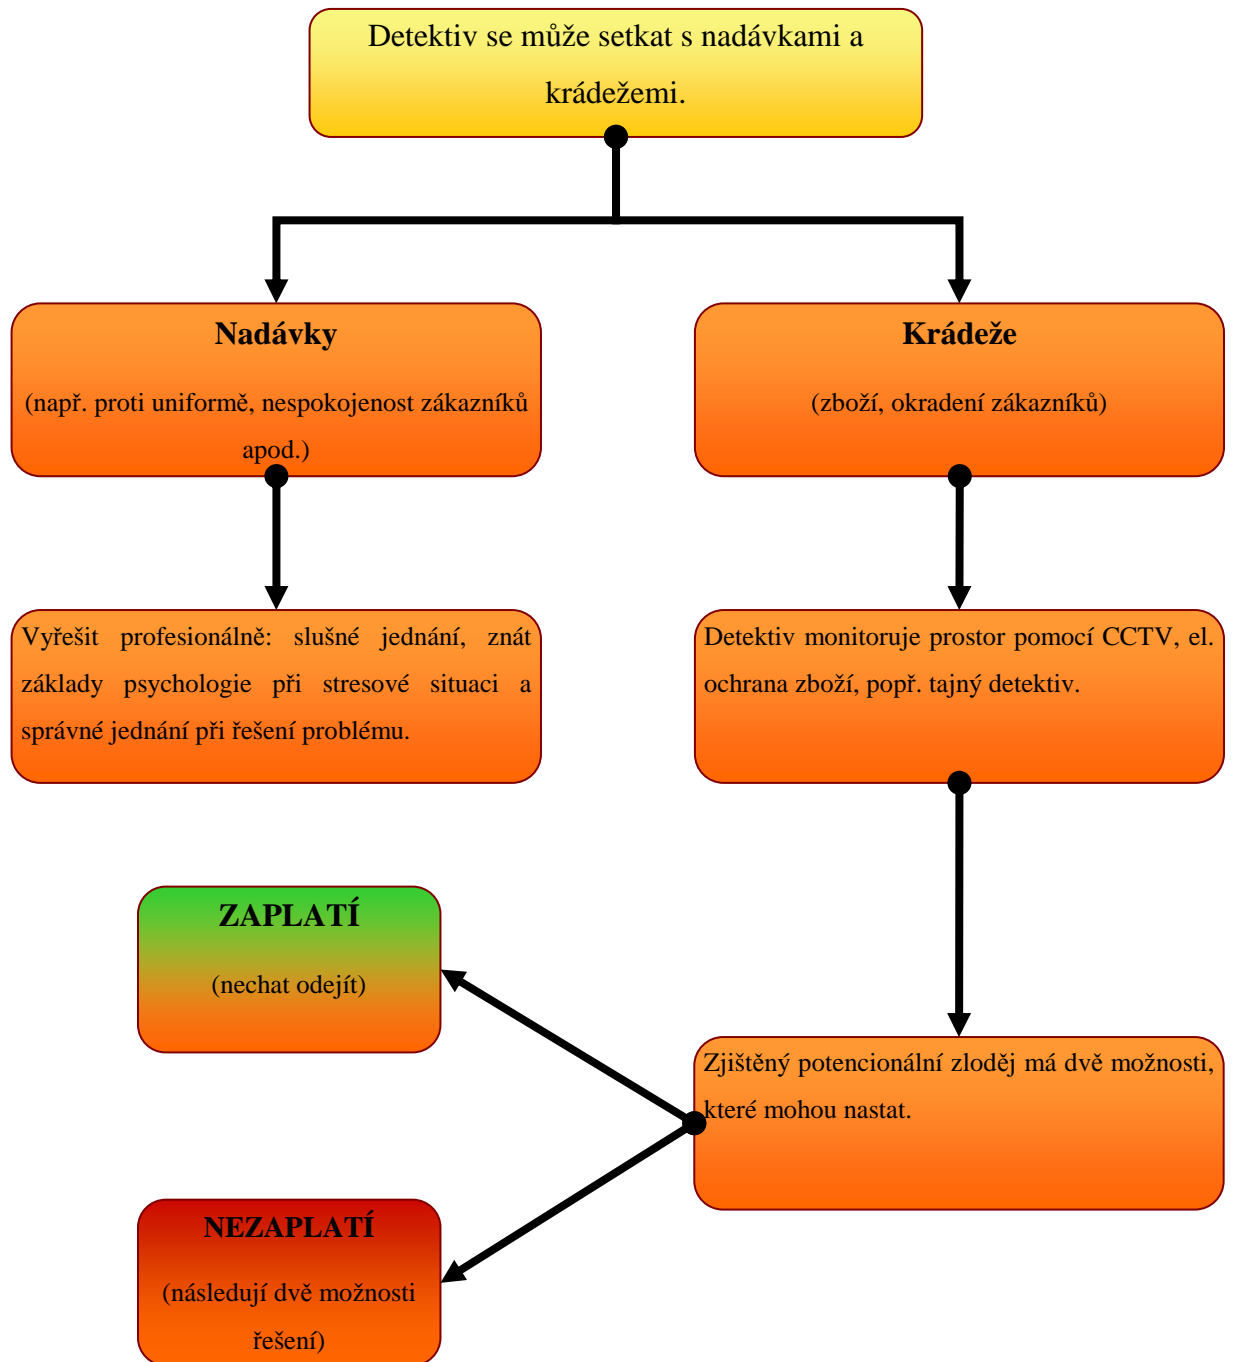 Detektiv se může setkat s nadávkami a
krádežemi.
Nadávky
(např. proti uniformě, nespokojenost zákazníků
apod.)
Krádeže
(zboží, okradení zákazníků)
Vyřešit profesionálně: slušné jednání, znát
základy psychologie při stresové situaci a
správné jednání při řešení problému.
Detektiv monitoruje prostor pomocí CCTV, el.
ochrana zboží, popř. tajný detektiv.
ZAPLATÍ
(nechat odejít)
Zjištěný potencionální zloděj má dvě možnosti,
které mohou nastat.
NEZAPLATÍ
(následují dvě možnosti
řešení)